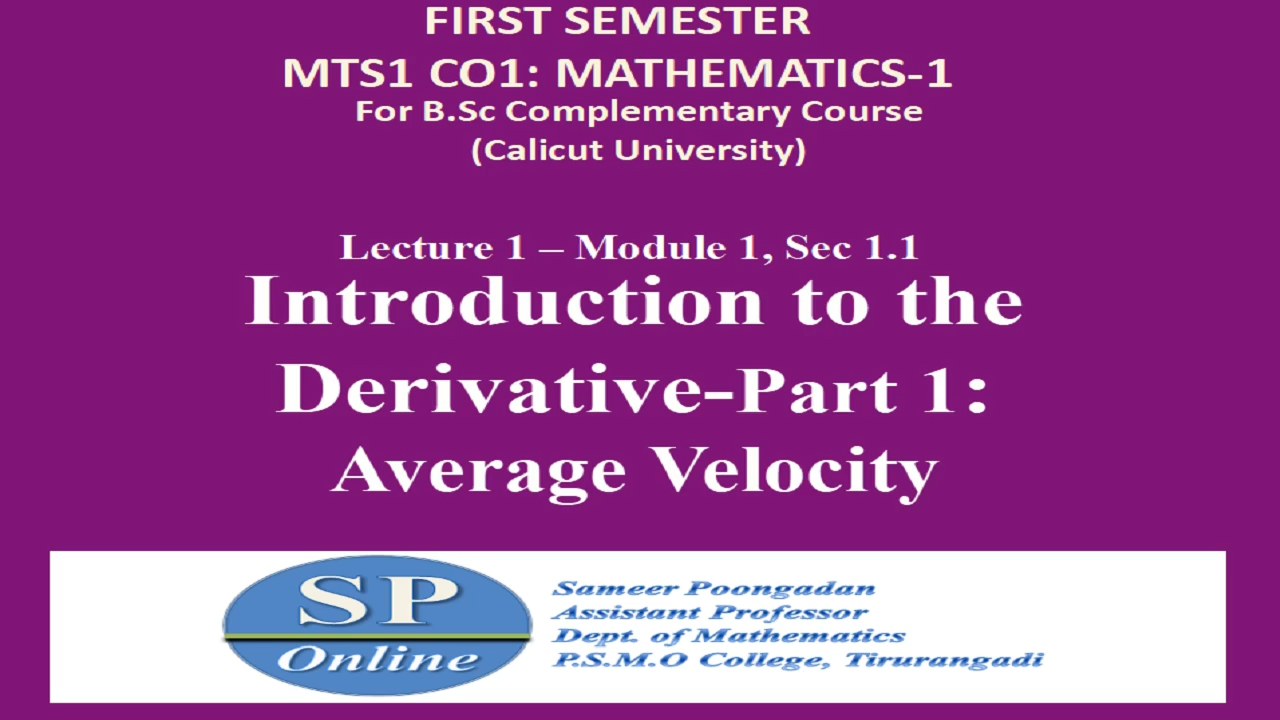 FIRST SEMESTER
MTS1 CO1: MATHEMATICS-1
For B.Sc Complementary Course
(Calicut University)
Lecture 1 – Module 1, Sec 1.1
Introduction to the
Derivative-Part 1:
Average Velocity
SP
Online
Sameer Poongadan
Assistant Professor
Dept. of Mathematics
P.S.M.O College, Tirurangadi